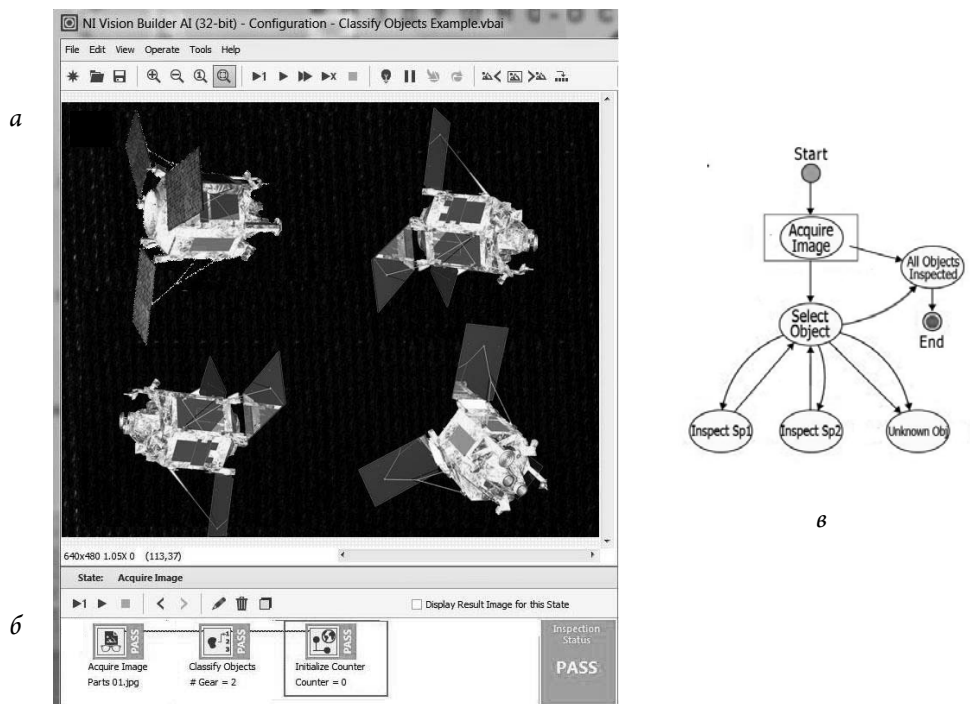 NI Vision Builder AI (32-bit) - Configuration - Classify Objects Example.vbai
File Edit View Operate Tools Help
а
640x480 1.05X 0 (113,37)
State: Acquire Image
Display Result Image for this State
б
PASS
PASS
PASS
Acquire Image
Parts 01.jpg
Classify Objects
# Gear = 2
Initialize Counter
Counter = 0
Inspection
Status
PASS
Start
Acquire
Image
All Objects
Inspected
Select
Object
End
Inspect Sp1
Inspect Sp2
Unknown Obj
в